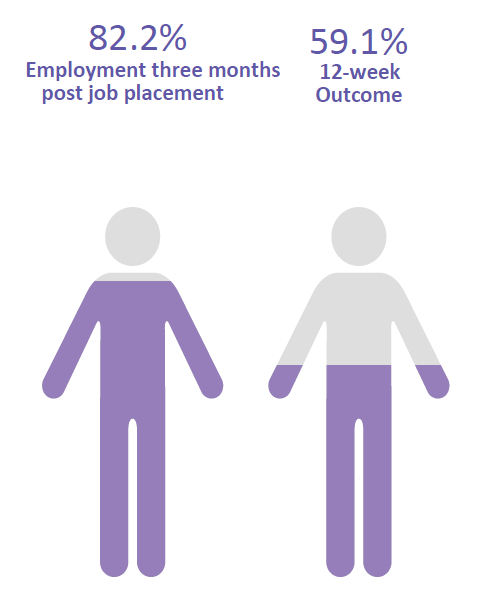 82.2%
Employment three months
post job placement
59.1%
12-week
Outcome